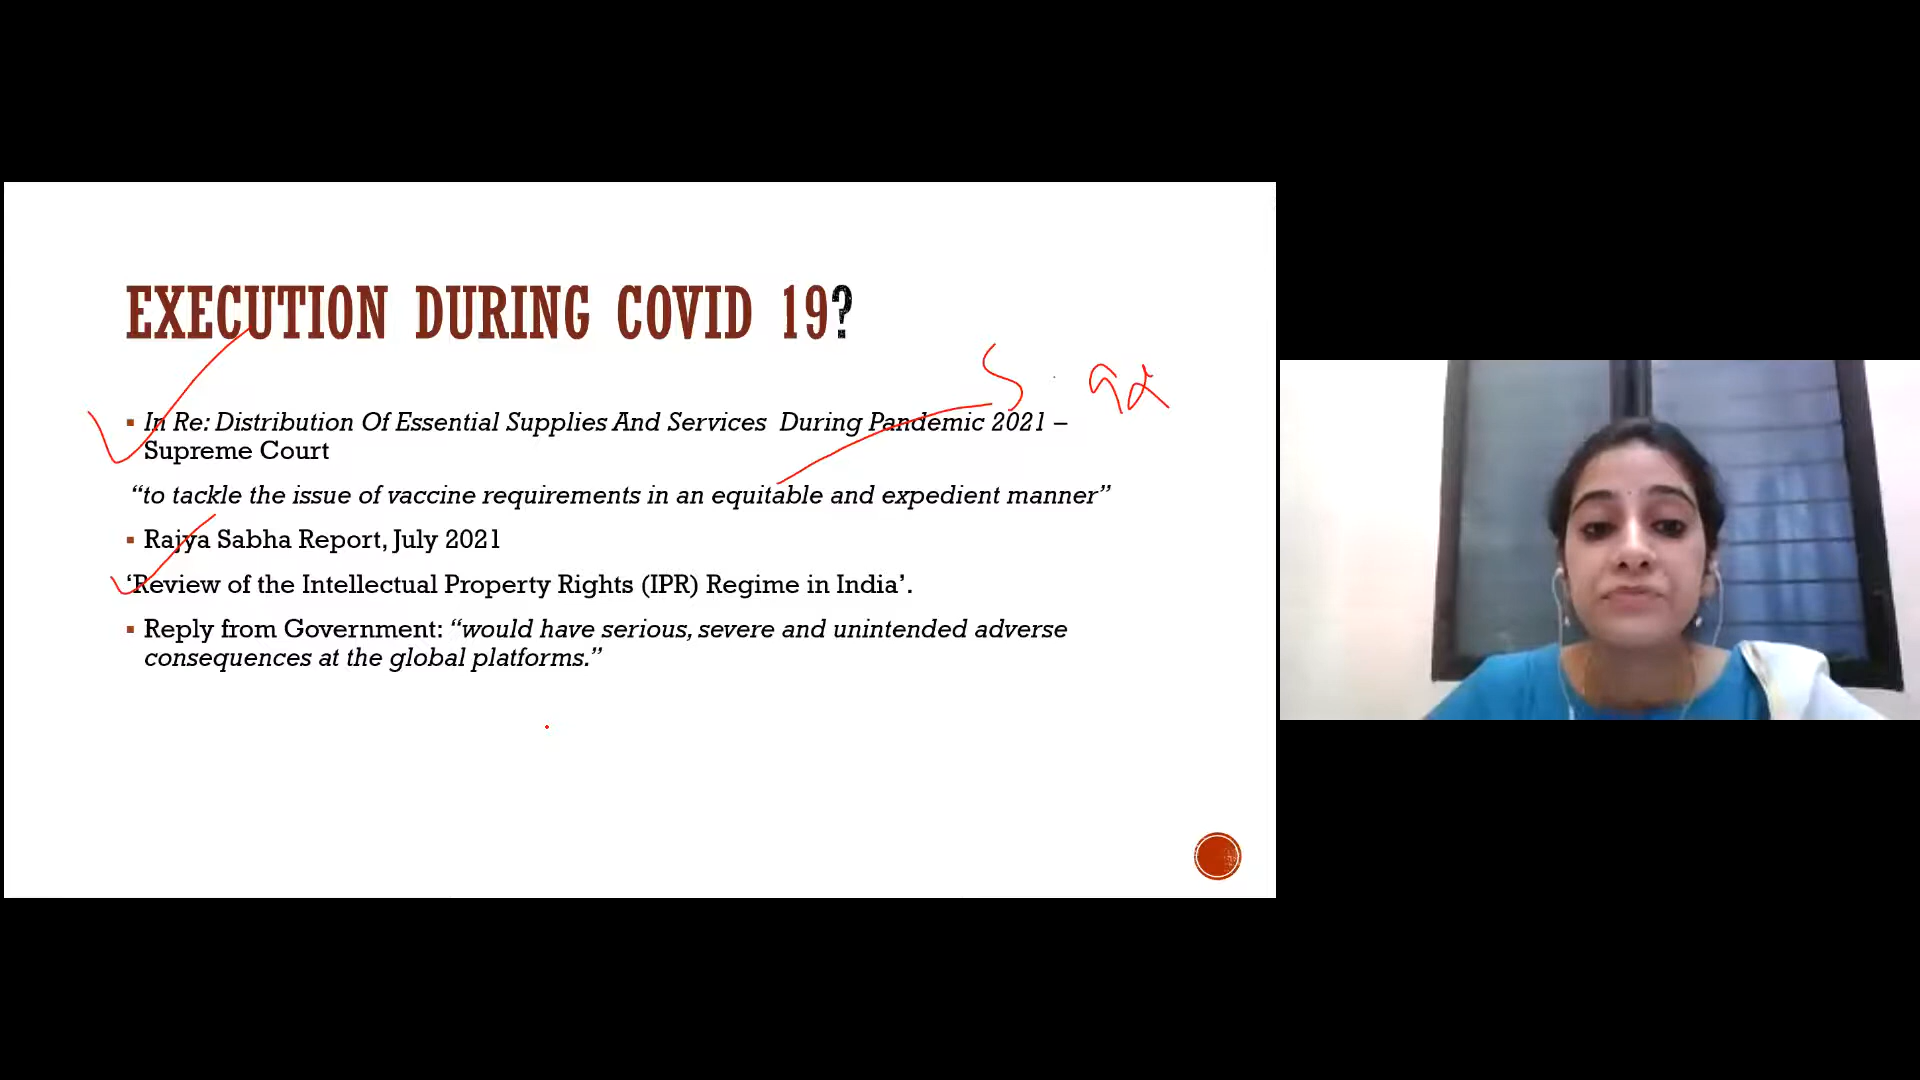 EXECUTION DURING COVID 19?
S. 92
In Re: Distribution Of Essential Supplies And Services During Pandemic 2021 –
Supreme Court
“to tackle the issue of vaccine requirements in an equitable and expedient manner”
Rajya Sabha Report, July 2021
‘Review of the Intellectual Property Rights (IPR) Regime in India’.
Reply from Government: “would have serious, severe and unintended adverse
consequences at the global platforms.”